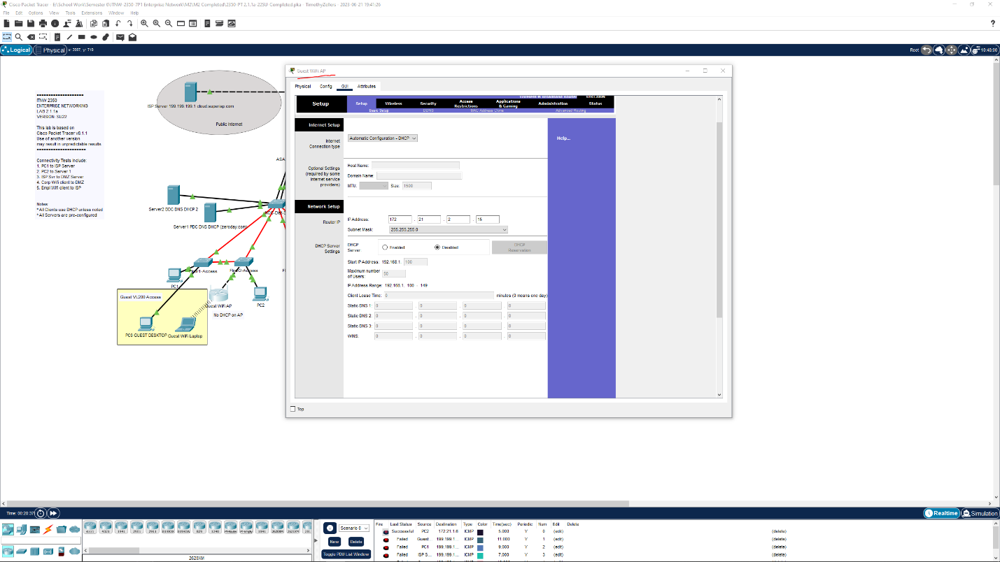 Cisco Packet Tracer - E:\School Work\Semester 6\ITNW-2350-7P1 Enterprise Network\M2\M2 Completed\2350-PT.2.1.1a-22SU-Completed.pka - TimothyZellers - 2023-06-21 19:41:26
File Edit Options View Tools Extensions Window Help
Logical Physical x: 2087, y: 719
Root 10:48:00
====================
ITNW 2350
ENTERPRISE NETWORKING
LAB 2.1.1a
VERSION: SU22
This lab is based on
Cisco Packet Tracer v8.1.1
Use of another version
may result in unpredictable results
=====================
Connectivity Tests Include:
1. PC1 to ISP Server
2. PC2 to Server 1
3. ISP Svr to DMZ Server
4. Corp Wifi client to DMZ
5. Empl Wifi client to ISP
Notes
* All Clients use DHCP unless noted
* All Servers are pre-configured
ISP Server 199.199.199.1 cloud.superisp.com
Public Internet
ASA
Server2 BDC DNS DHCP 2
Server1 PDC DNS DHCP (zeroday.com)
Floor1-Access
Floor2-Access
PC1
Guest VL200 Access
Guest WiFi AP
PC2
No DHCP on AP
PC0 GUEST DESKTOP Guest WiFi Laptop
Guest WiFi AP
Physical Config GUI Attributes
Wireless-N Broadband Router WRT300N
Setup
Setup Wireless Security Access Restrictions Applications & Gaming Administration Status
Basic Setup DDNS MAC Address Clone Advanced Routing
Internet Setup
Internet Connection type
Automatic Configuration - DHCP
Help...
Optional Settings (required by some internet service providers)
Host Name:
Domain Name:
MTU: Size: 1500
Network Setup
Router IP
IP Address: 172 . 21 . 2 . 15
Subnet Mask: 255.255.255.0
DHCP Server Settings
DHCP Server Enabled Disabled DHCP Reservation
Start IP Address: 192.168.1. 100
Maximum number of Users: 50
IP Address Range: 192.168.1. 100 - 149
Client Lease Time: 0 minutes (0 means one day)
Static DNS 1: 0 . 0 . 0 . 0
Static DNS 2: 0 . 0 . 0 . 0
Static DNS 3: 0 . 0 . 0 . 0
WINS: 0 . 0 . 0 . 0
Top
Time: 00:20:37
Realtime Simulation
4331 4321 1941 2901 2911 819IOX 819HGW 829 1240 PT-Router PT-Empty 1841 2620XM 2621XM 281
2620XM
Scenario 0
New Delete
Toggle PDU List Window
Fire Last Status Source Destination Type Color Time(sec) Periodic Num Edit Delete
Successful PC2 172.21.1.6 ICMP 5.000 Y 0 (edit) (delete)
Failed Guest... 199.199.1... ICMP 11.000 Y 1 (edit) (delete)
Failed PC1 199.199.1... ICMP 9.000 Y 2 (edit) (delete)
Failed ISP S... 199.199.1... ICMP 7.000 Y 3 (edit) (delete)